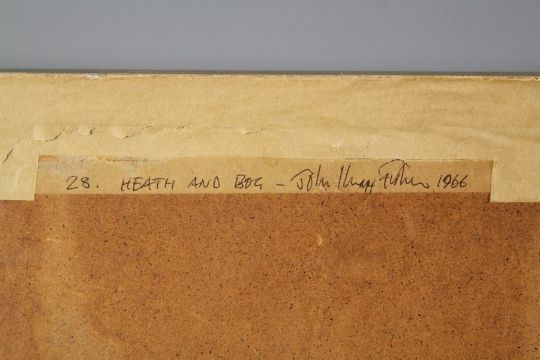 28. HEATH AND BOG – John Knapp Fisher 1966